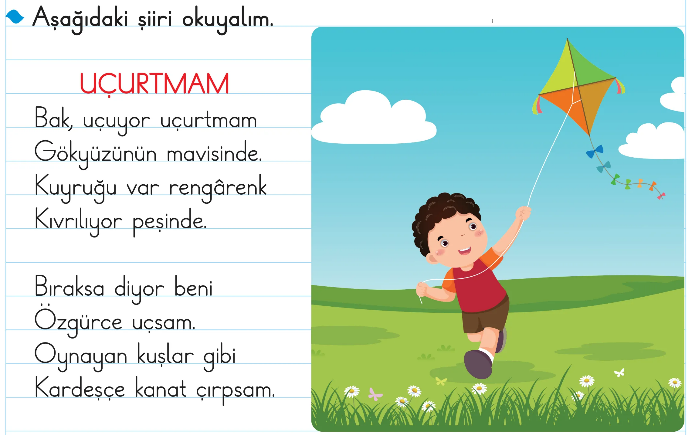 Aşağıdaki şiiri okuyalım.
UÇURTMAM
Bak, uçuyor uçurtmam
Gökyüzünün mavisinde.
Kuyruğu var rengârenk
Kıvrılıyor peşinde.
Bıraksa diyor beni
Özgürce uçsam.
Oynayan kuşlar gibi
Kardeşçe kanat çırpsam.